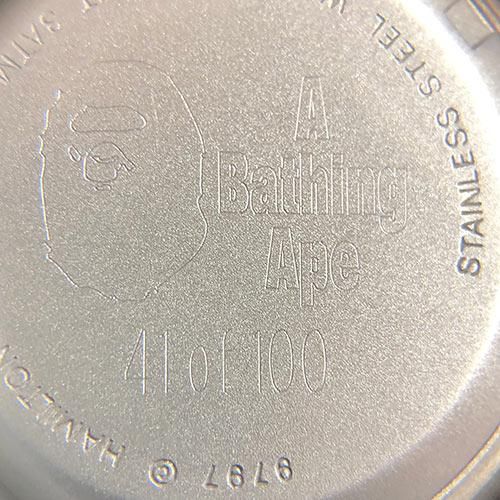 A
Bathing
Ape
41 of 100
STAINLESS STEEL W
9797 © HAMILTON